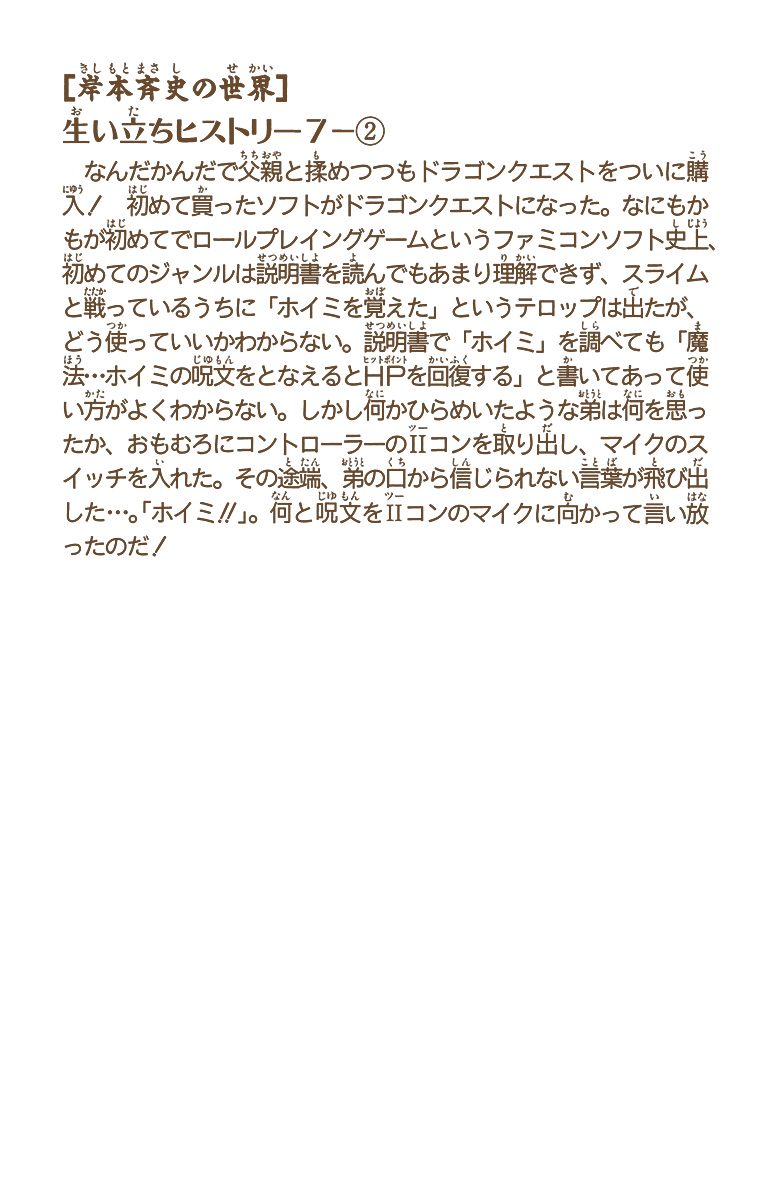 [岸本斉史の世界]
生い立ちヒストリー7-②
　なんだかんだで父親と揉めつつもドラゴンクエストをついに購
入！　初めて買ったソフトがドラゴンクエストになった。なにもか
もが初めてでロールプレイングゲームというファミコンソフト史上、
初めてのジャンルは説明書を読んでもあまり理解できず、スライム
と戦っているうちに「ホイミを覚えた」というテロップは出たが、
どう使っていいかわからない。説明書で「ホイミ」を調べても「魔
法…ホイミの呪文をとなえるとHPを回復する」と書いてあって使
い方がよくわからない。しかし何かひらめいたような弟は何を思っ
たか、おもむろにコントローラーのⅡコンを取り出し、マイクのス
イッチを入れた。その途端、弟の口から信じられない言葉が飛び出
した…。「ホイミ!!」。何と呪文をⅡコンのマイクに向かって言い放
ったのだ！